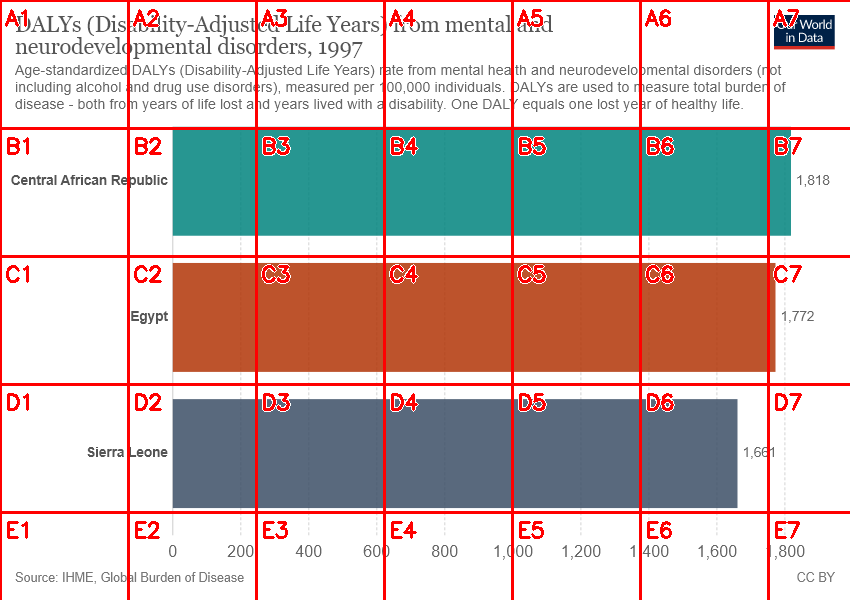 DALYs (Disability-Adjusted Life Years) from mental and
neurodevelopmental disorders, 1997
Our World
in Data
Age-standardized DALYs (Disability-Adjusted Life Years) rate from mental health and neurodevelopmental disorders (not
including alcohol and drug use disorders), measured per 100,000 individuals. DALYs are used to measure total burden of
disease - both from years of life lost and years lived with a disability. One DALY equals one lost year of healthy life.
A1 A2 A3 A4 A5 A6 A7
B1 B2 B3 B4 B5 B6 B7
Central African Republic 1,818
C1 C2 C3 C4 C5 C6 C7
Egypt 1,772
D1 D2 D3 D4 D5 D6 D7
Sierra Leone 1,661
E1 E2 E3 E4 E5 E6 E7
0 200 400 600 800 1,000 1,200 1,400 1,600 1,800
Source: IHME, Global Burden of Disease CC BY